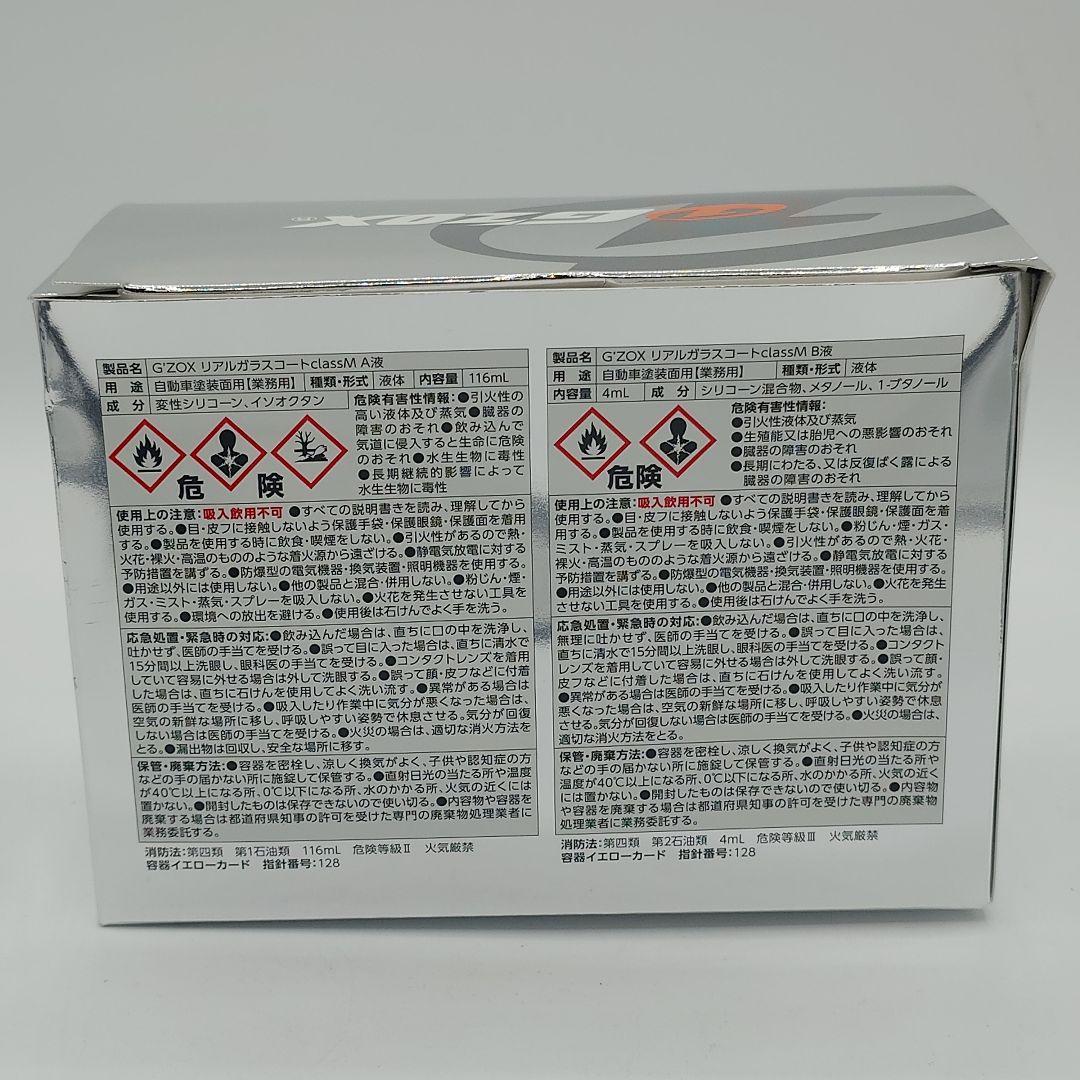 G'ZOX®
製品名 G'ZOX リアルガラスコートclassM A液
用 途 自動車塗装面用【業務用】 種類・形式 液体 内容量 116mL
成 分 変性シリコーン、イソオクタン
危険有害性情報：●引火性の
高い液体及び蒸気●臓器の
障害のおそれ●飲み込んで
気道に侵入すると生命に危険
のおそれ●水生生物に毒性
●長期継続的影響によって
水生生物に毒性
危 険
使用上の注意：吸入飲用不可 ●すべての説明書きを読み、理解してから
使用する。●目・皮フに接触しないよう保護手袋・保護眼鏡・保護面を着用
する。●製品を使用する時に飲食・喫煙をしない。●引火性があるので熱・
火花・裸火・高温のもののような着火源から遠ざける。●静電気放電に対する
予防措置を講ずる。●防爆型の電気機器・換気装置・照明機器を使用する。
●用途以外には使用しない。●他の製品と混合・併用しない。●粉じん・煙・
ガス・ミスト・蒸気・スプレーを吸入しない。●火花を発生させない工具を
使用する。●環境への放出を避ける。●使用後は石けんでよく手を洗う。
応急処置・緊急時の対応：●飲み込んだ場合は、直ちに口の中を洗浄し、
吐かせず、医師の手当てを受ける。●誤って目に入った場合は、直ちに清水で
15分間以上洗眼し、眼科医の手当てを受ける。●コンタクトレンズを着用
していて容易に外せる場合は外して洗眼する。●誤って顔・皮フなどに付着
した場合は、直ちに石けんを使用してよく洗い流す。●異常がある場合は
医師の手当てを受ける。●吸入したり作業中に気分が悪くなった場合は、
空気の新鮮な場所に移し、呼吸しやすい姿勢で休息させる。気分が回復
しない場合は医師の手当てを受ける。●火災の場合は、適切な消火方法を
とる。●漏出物は回収し、安全な場所に移す。
保管・廃棄方法：●容器を密栓し、涼しく換気がよく、子供や認知症の方
などの手の届かない所に施錠して保管する。●直射日光の当たる所や温度
が40℃以上になる所、0℃以下になる所、水のかかる所、火気の近くには
置かない。●開封したものは保存できないので使い切る。●内容物や容器を
廃棄する場合は都道府県知事の許可を受けた専門の廃棄物処理業者に
業務委託する。
消防法：第四類 第1石油類 116mL 危険等級Ⅱ 火気厳禁
容器イエローカード 指針番号：128
製品名 G'ZOX リアルガラスコートclassM B液
用 途 自動車塗装面用【業務用】 種類・形式 液体
内容量 4mL 成 分 シリコーン混合物、メタノール、1-ブタノール
危険有害性情報：
●引火性液体及び蒸気
●生殖能又は胎児への悪影響のおそれ
●臓器の障害のおそれ
●長期にわたる、又は反復ばく露による
臓器の障害のおそれ
危険
使用上の注意：吸入飲用不可 ●すべての説明書きを読み、理解してから
使用する。●目・皮フに接触しないよう保護手袋・保護眼鏡・保護面を着用
する。●製品を使用する時に飲食・喫煙をしない。●粉じん・煙・ガス・
ミスト・蒸気・スプレーを吸入しない。●引火性があるので熱・火花・
裸火・高温のもののような着火源から遠ざける。●静電気放電に対する
予防措置を講ずる。●防爆型の電気機器・換気装置・照明機器を使用する。
●用途以外には使用しない。●他の製品と混合・併用しない。●火花を発生
させない工具を使用する。●使用後は石けんでよく手を洗う。
応急処置・緊急時の対応：●飲み込んだ場合は、直ちに口の中を洗浄し、
無理に吐かせず、医師の手当てを受ける。●誤って目に入った場合は、
直ちに清水で15分間以上洗眼し、眼科医の手当てを受ける。●コンタクト
レンズを着用していて容易に外せる場合は外して洗眼する。●誤って顔・
皮フなどに付着した場合は、直ちに石けんを使用してよく洗い流す。
●異常がある場合は医師の手当てを受ける。●吸入したり作業中に気分が
悪くなった場合は、空気の新鮮な場所に移し、呼吸しやすい姿勢で休息
させる。気分が回復しない場合は医師の手当てを受ける。●火災の場合は、
適切な消火方法をとる。
保管・廃棄方法：●容器を密栓し、涼しく換気がよく、子供や認知症の方
などの手の届かない所に施錠して保管する。●直射日光の当たる所や
温度が40℃以上になる所、0℃以下になる所、水のかかる所、火気の近く
には置かない。●開封したものは保存できないので使い切る。●内容物
や容器を廃棄する場合は都道府県知事の許可を受けた専門の廃棄物
処理業者に業務委託する。
消防法：第四類 第2石油類 4mL 危険等級Ⅲ 火気厳禁
容器イエローカード 指針番号：128